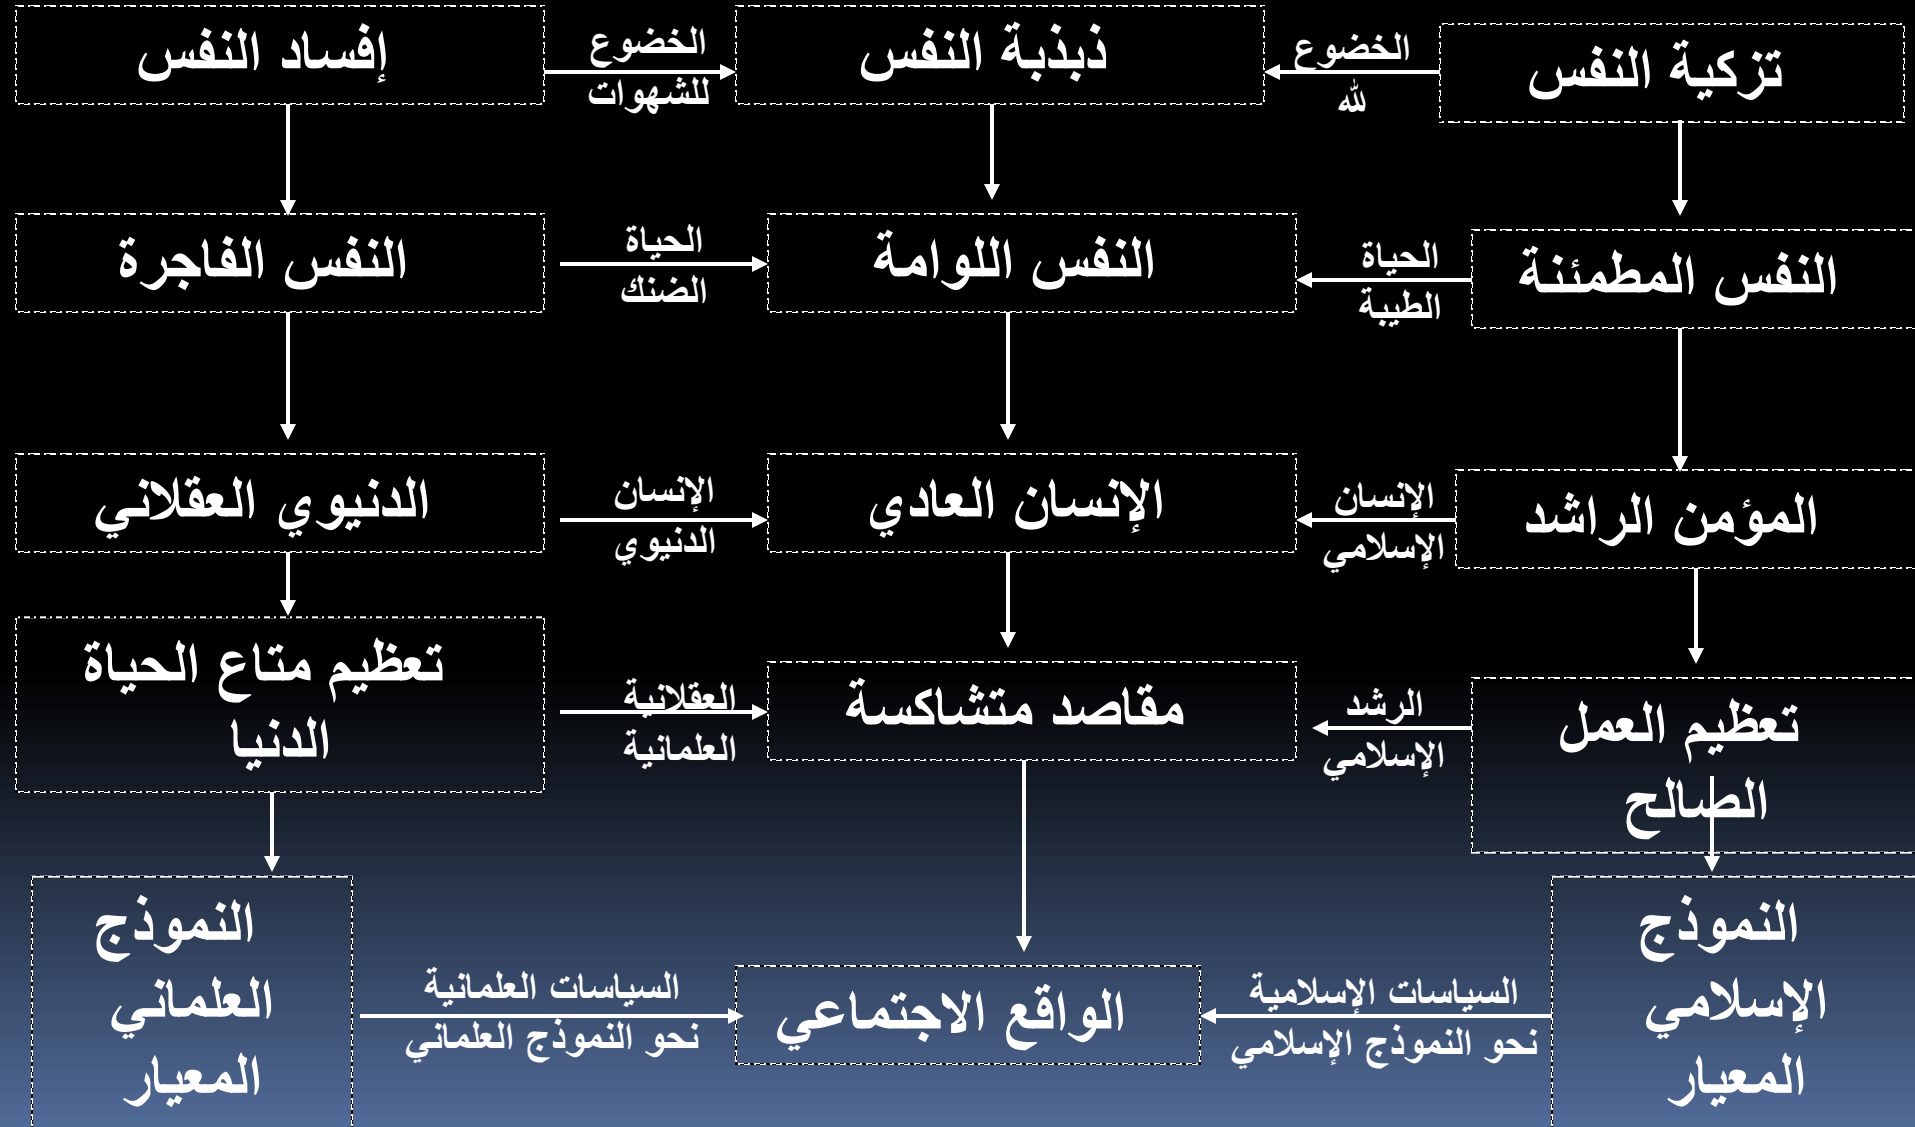 تزكية النفس
الخضوع
لله
ذبذبة النفس
الخضوع
للشهوات
إفساد النفس
النفس المطمئنة
الحياة
الطيبة
النفس اللوامة
الحياة
الضنك
النفس الفاجرة
المؤمن الراشد
الإنسان
الإسلامي
الإنسان العادي
الإنسان
الدنيوي
الدنيوي العقلاني
تعظيم العمل
الصالح
الرشد
الإسلامي
مقاصد متشاكسة
العقلانية
العلمانية
تعظيم متاع الحياة
الدنيا
النموذج
الإسلامي
المعيار
السياسات الإسلامية
نحو النموذج الإسلامي
الواقع الاجتماعي
السياسات العلمانية
نحو النموذج العلماني
النموذج
العلماني
المعيار